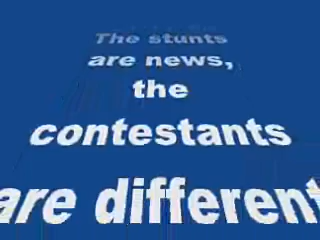 The stunts
are news,
the
contestants
are different